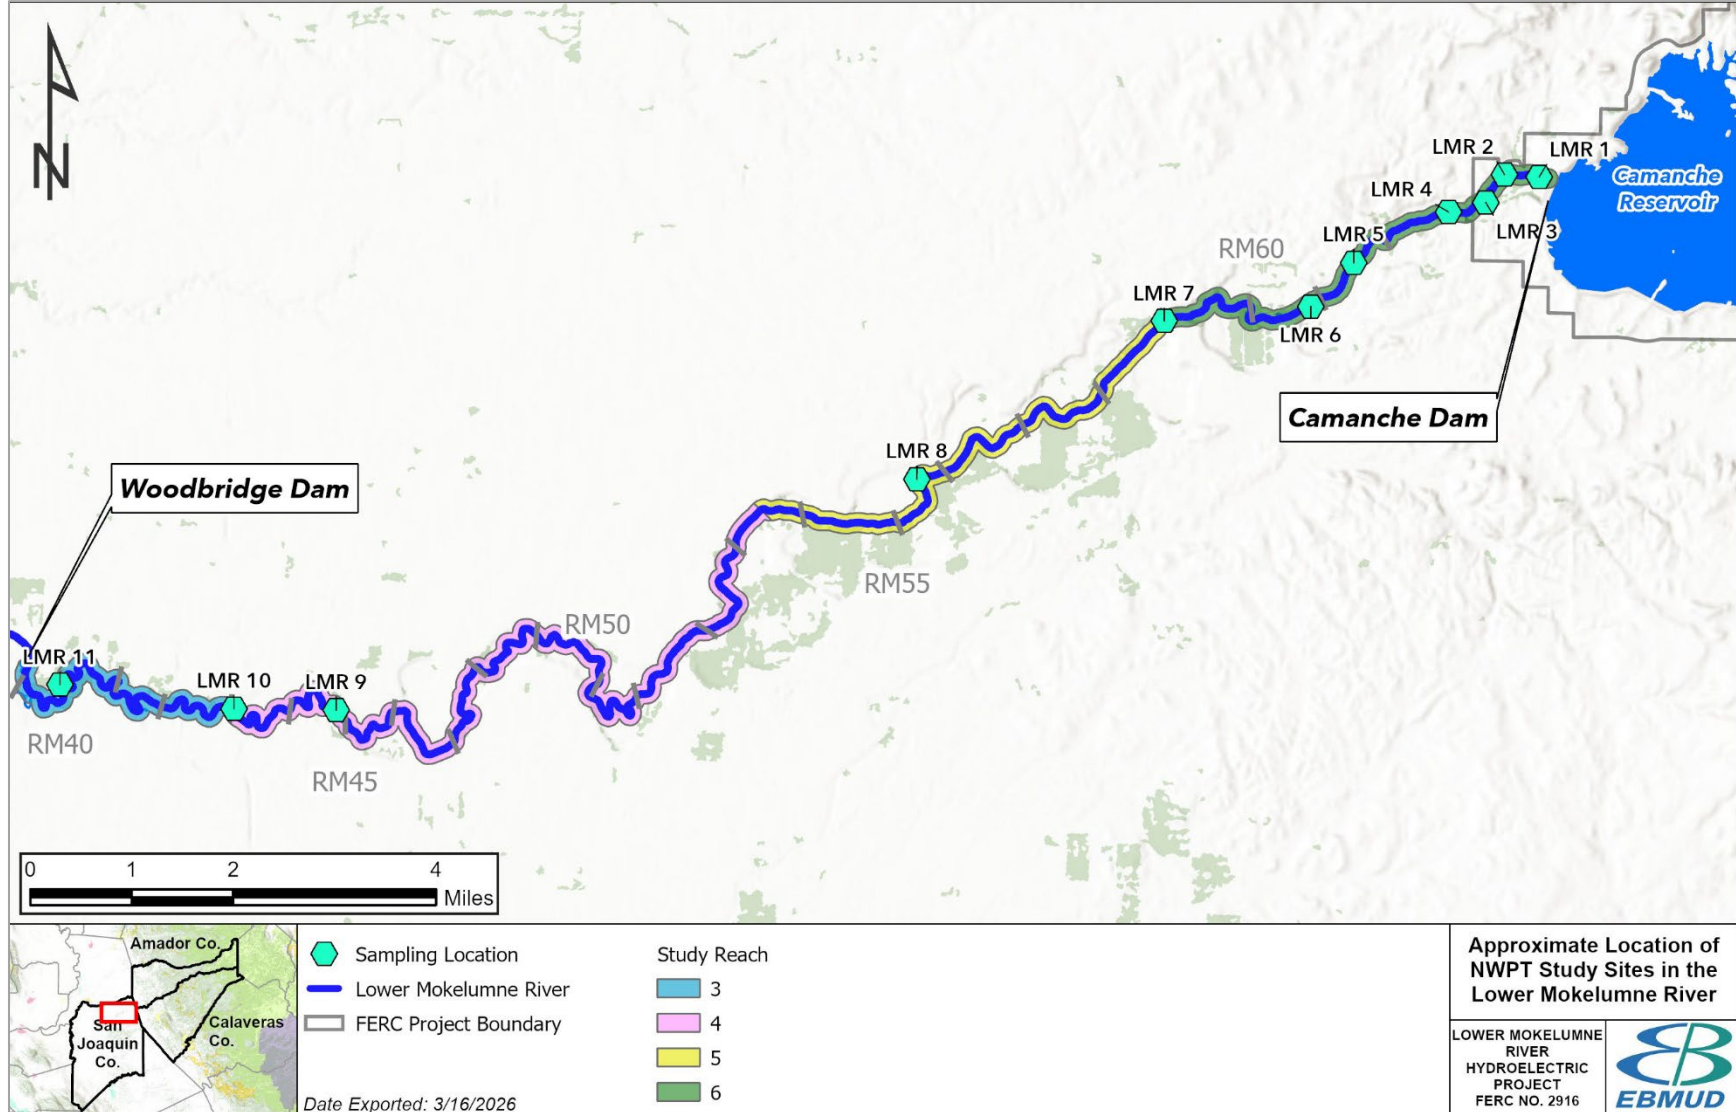 N
LMR 2
LMR 1
Camanche
Reservoir
LMR 4
LMR 3
LMR 5
RM60
LMR 7
LMR 6
Camanche Dam
LMR 8
Woodbridge Dam
RM55
RM50
LMR 11
LMR 10
LMR 9
RM40
RM45
0 1 2 4
Miles
Amador Co.
San
Joaquin
Co.
Calaveras
Co.
Sampling Location
Lower Mokelumne River
FERC Project Boundary
Date Exported: 3/16/2026
Study Reach
3
4
5
6
Approximate Location of
NWPT Study Sites in the
Lower Mokelumne River
LOWER MOKELUMNE
RIVER
HYDROELECTRIC
PROJECT
FERC NO. 2916
EBMUD